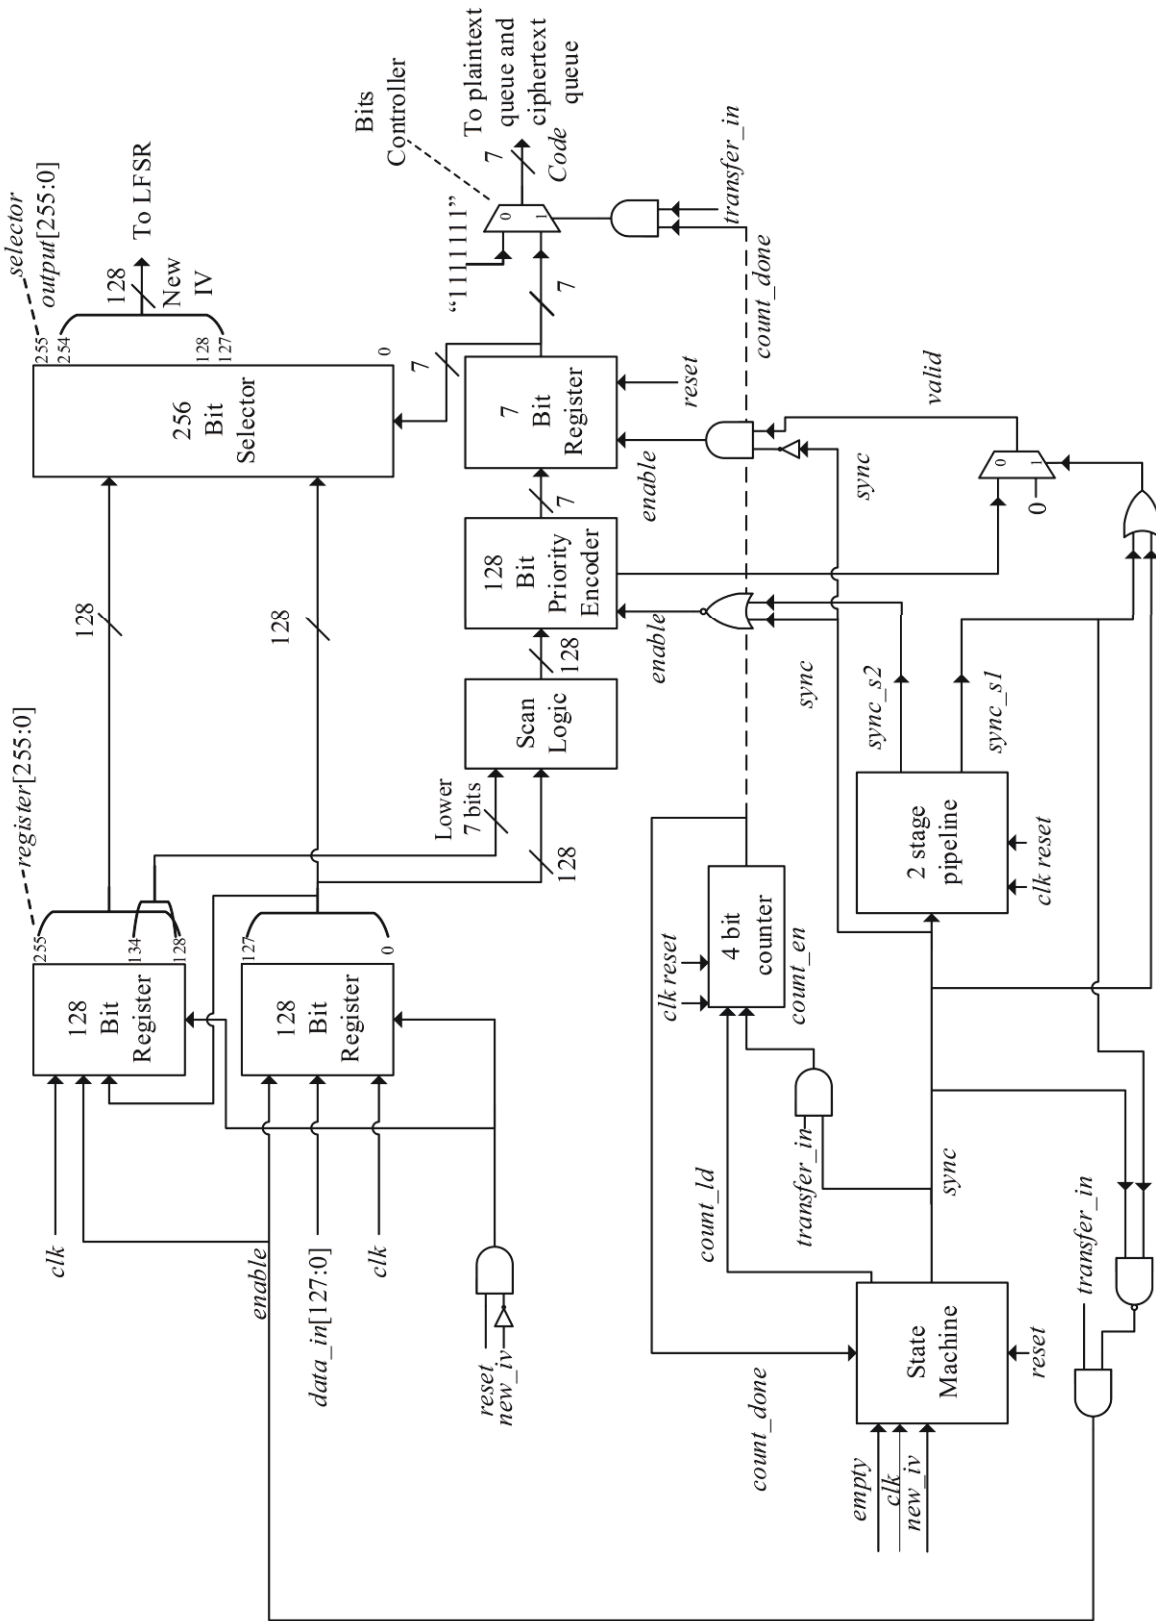 selector
output[255:0]
255
254
128
127
0
128
To LFSR
New
IV
256
Bit
Selector
128
128
register[255:0]
255
134
128
128
Bit
Register
clk
enable
127
0
128
Bit
Register
data_in[127:0]
clk
reset
new_iv
Lower
7 bits
128
Scan
Logic
128
128
Bit
Priority
Encoder
enable
7
7
Bit
Register
enable
reset
7
7
“1111111”
0
1
Bits
Controller
7
Code
To plaintext
queue and
ciphertext
queue
transfer_in
count_done
sync
valid
0
1
0
sync
sync_s2
sync_s1
2 stage
pipeline
clk
reset
4 bit
counter
clk
reset
count_en
count_ld
transfer_in
sync
count_done
State
Machine
empty
clk
new_iv
reset
transfer_in